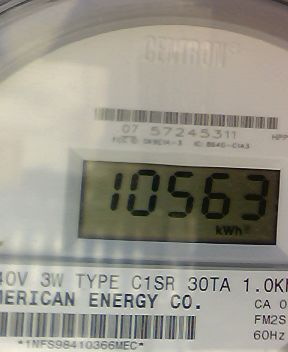 CENTRON
07 57245311
10563
kWh
40V 3W TYPE C1SR 30TA 1.0K
MERICAN ENERGY CO.
CA 0
FM2S
60Hz
*1NFS98410366MEC*